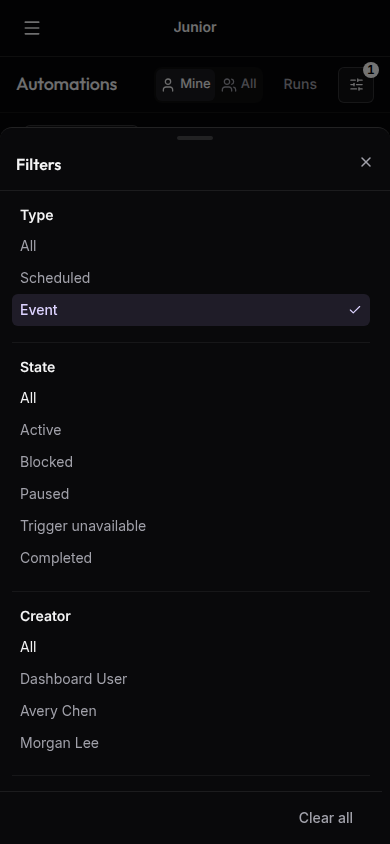 Junior
Automations
Mine
All
Runs
1
Filters
Type
All
Scheduled
Event
State
All
Active
Blocked
Paused
Trigger unavailable
Completed
Creator
All
Dashboard User
Avery Chen
Morgan Lee
Clear all